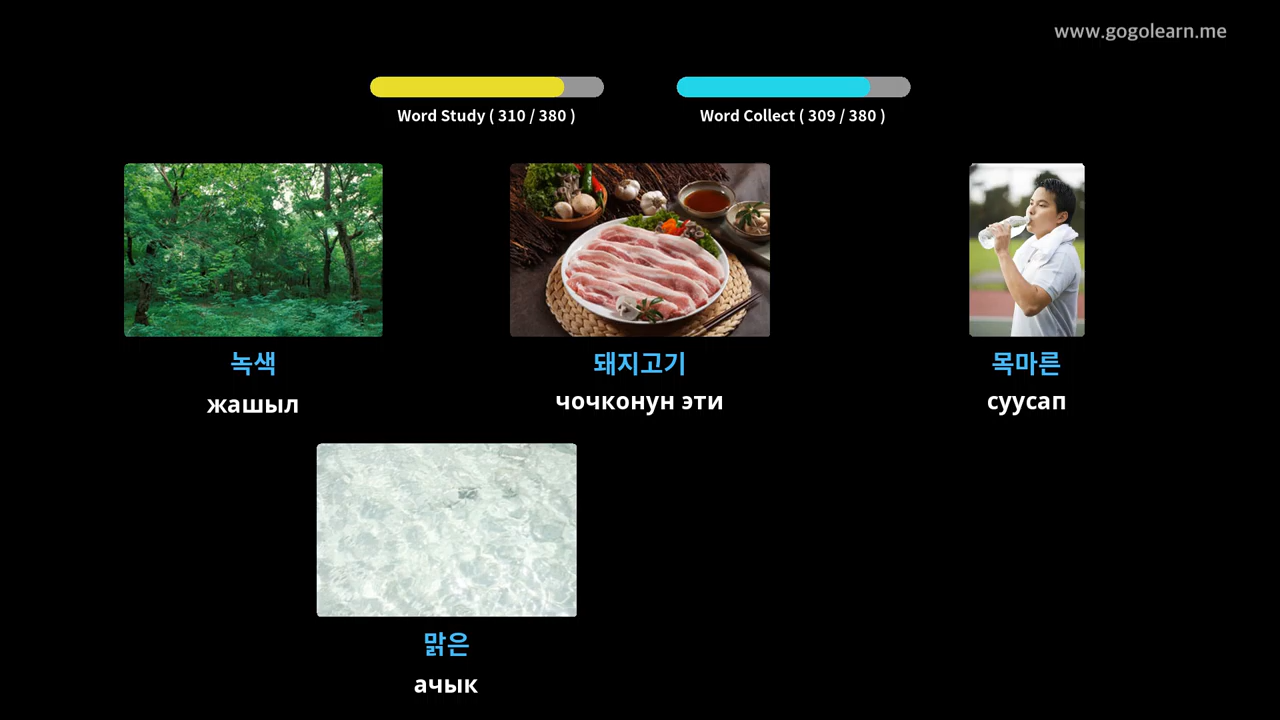 www.gogolearn.me
Word Study ( 310 / 380 )
Word Collect ( 309 / 380 )
녹색
жашыл
돼지고기
чочконун эти
목마른
суусап
맑은
ачык